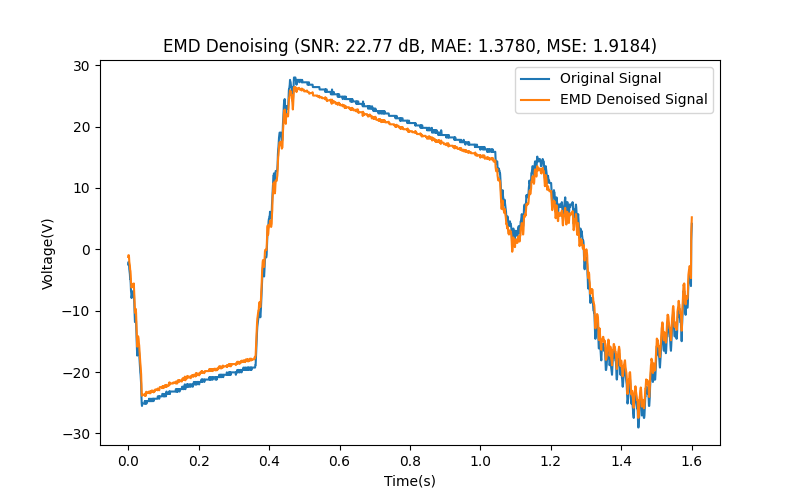 EMD Denoising (SNR: 22.77 dB, MAE: 1.3780, MSE: 1.9184)
Original Signal
EMD Denoised Signal
Voltage(V)
30
20
10
0
−10
−20
−30
0.0 0.2 0.4 0.6 0.8 1.0 1.2 1.4 1.6
Time(s)